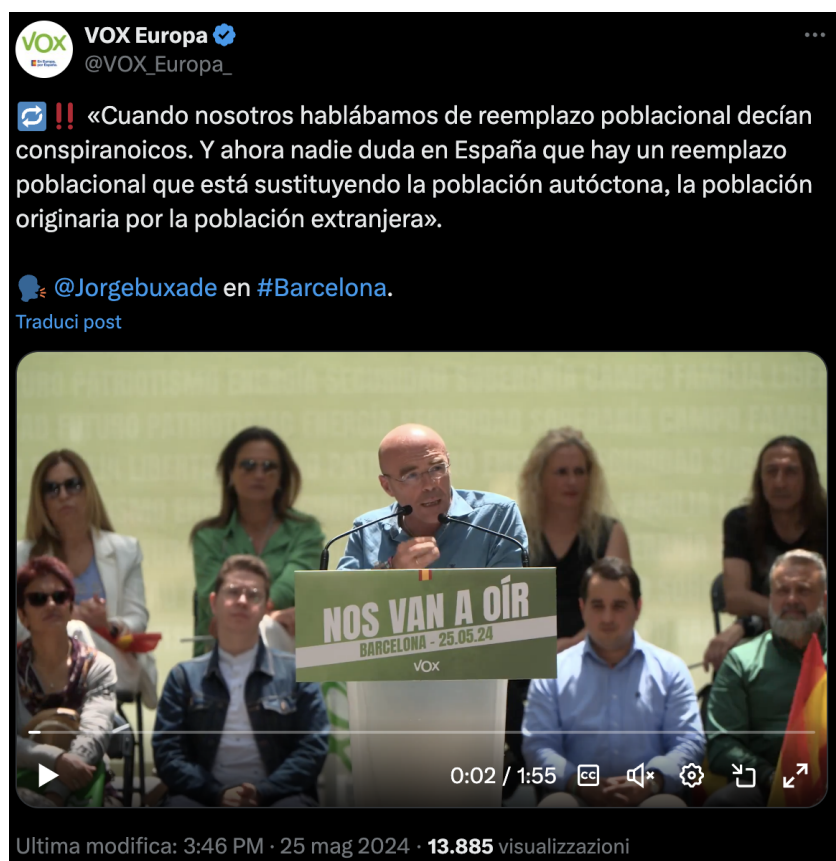 VOX
VOX Europa
@VOX_Europa_
‼️ «Cuando nosotros hablábamos de reemplazo poblacional decían
conspiranoicos. Y ahora nadie duda en España que hay un reemplazo
poblacional que está sustituyendo la población autóctona, la población
originaria por la población extranjera».
@Jorgebuxade en #Barcelona.
Traduci post
NOS VAN A OÍR
BARCELONA - 25.05.24
VOX
0:02 / 1:55
CC
Ultima modifica: 3:46 PM · 25 mag 2024 · 13.885 visualizzazioni